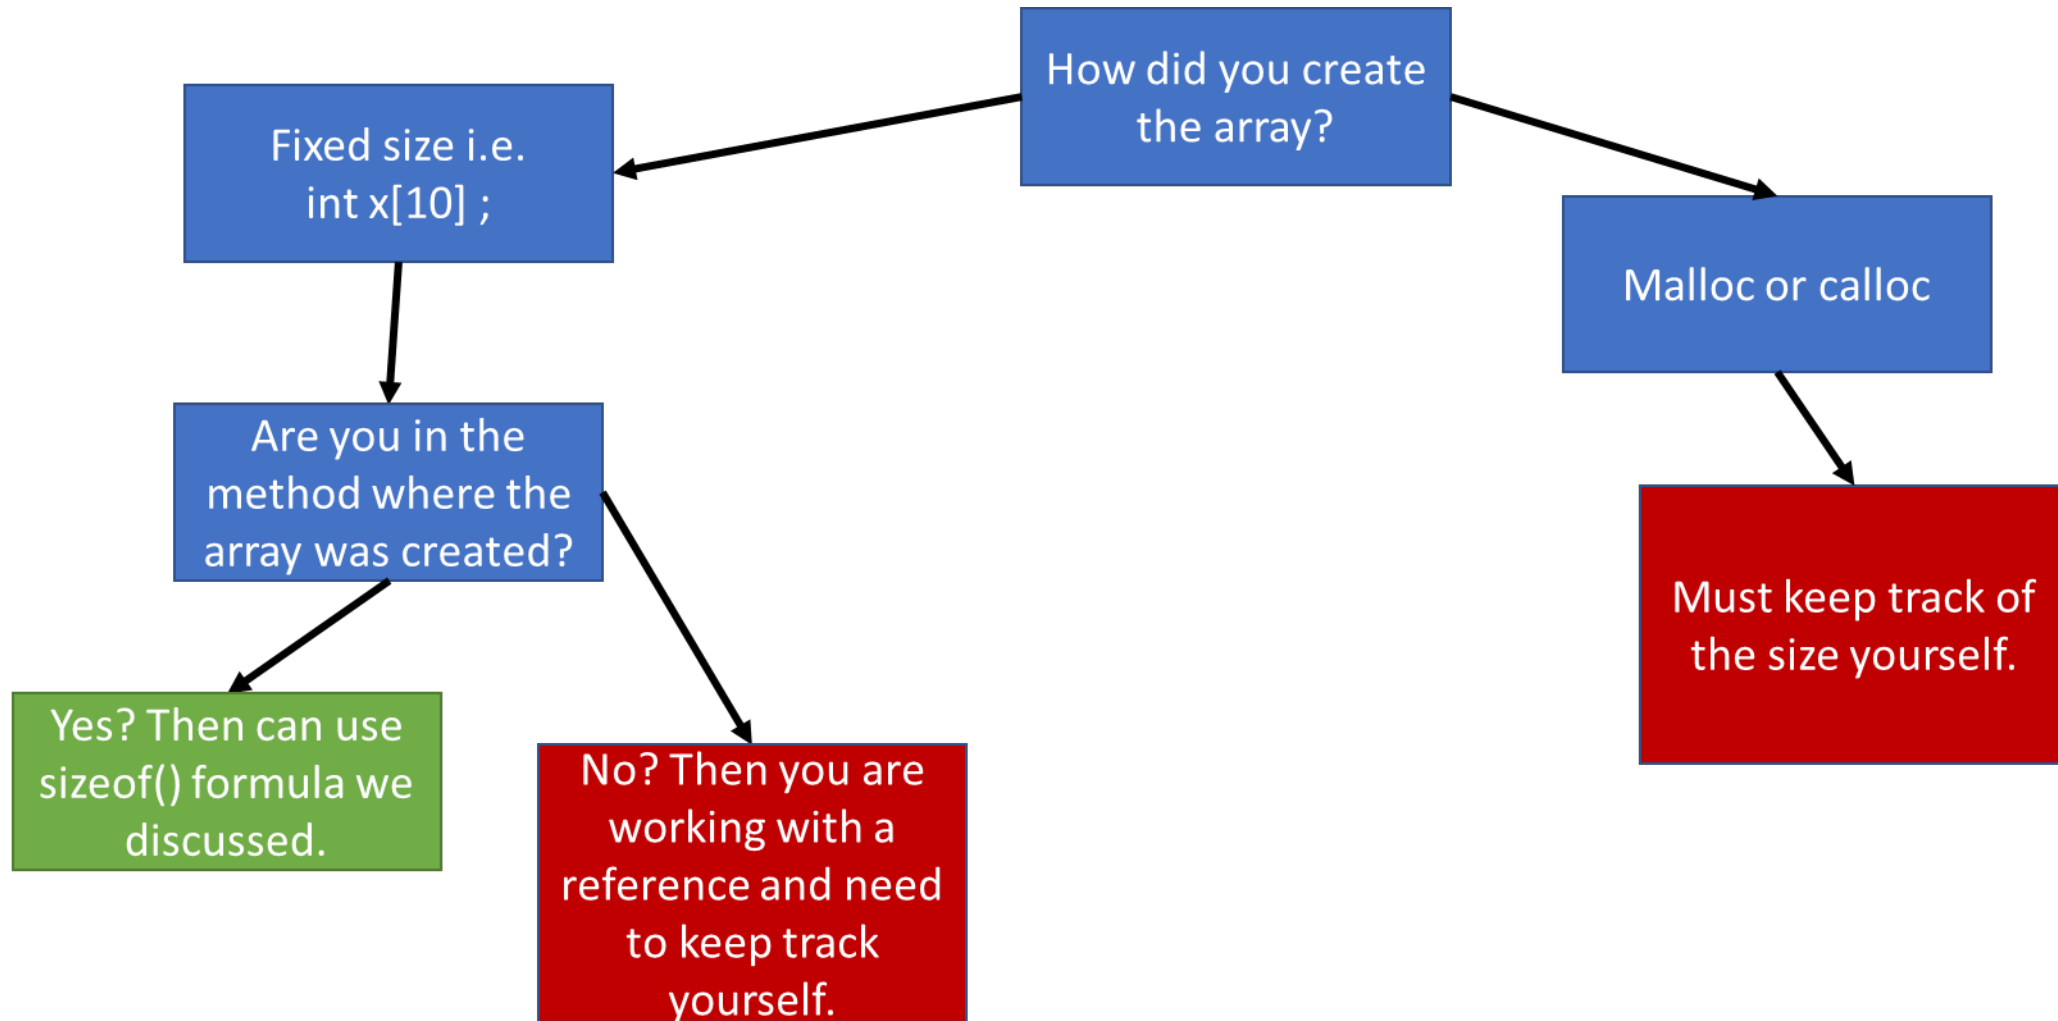 How did you create
the array?
Fixed size i.e.
int x[10] ;
Malloc or calloc
Are you in the
method where the
array was created?
Must keep track of
the size yourself.
Yes? Then can use
sizeof() formula we
discussed.
No? Then you are
working with a
reference and need
to keep track
yourself.